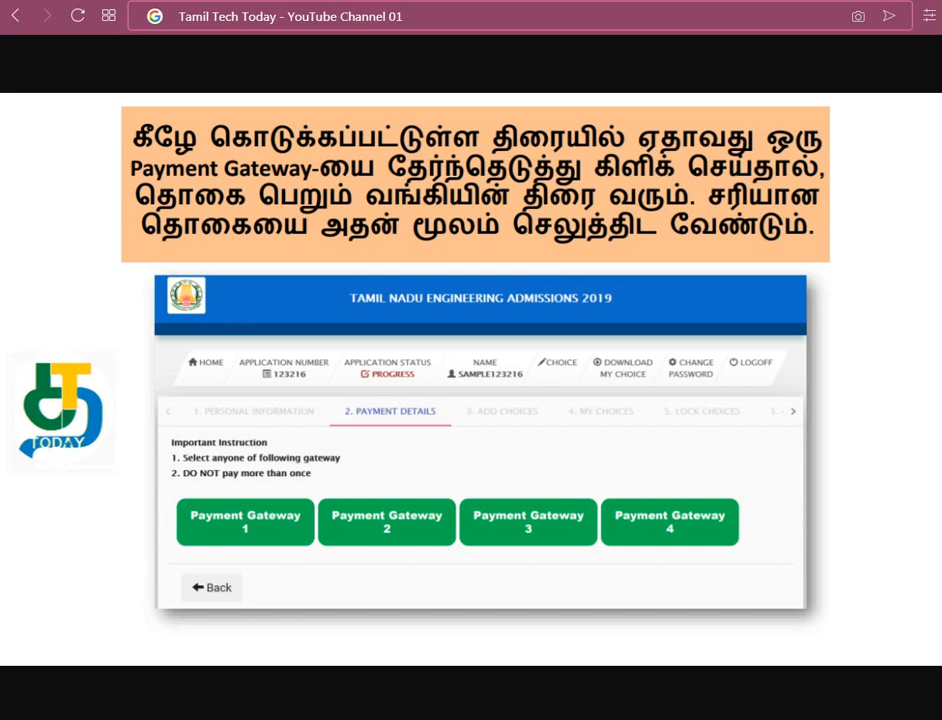 Tamil Tech Today - YouTube Channel 01
கீழே கொடுக்கப்பட்டுள்ள திரையில் ஏதாவது ஒரு
Payment Gateway-யை தேர்ந்தெடுத்து கிளிக் செய்தால்,
தொகை பெறும் வங்கியின் திரை வரும். சரியான
தொகையை அதன் மூலம் செலுத்திட வேண்டும்.
TAMIL NADU ENGINEERING ADMISSIONS 2019
HOME APPLICATION NUMBER APPLICATION STATUS NAME CHOICE DOWNLOAD CHANGE LOGOFF
123216 PROGRESS SAMPLE123216 MY CHOICE PASSWORD
1. PERSONAL INFORMATION 2. PAYMENT DETAILS 3. ADD CHOICES 4. MY CHOICES 5. LOCK CHOICES
TODAY
Important Instruction
1. Select anyone of following gateway
2. DO NOT pay more than once
Payment Gateway Payment Gateway Payment Gateway Payment Gateway
1 2 3 4
Back